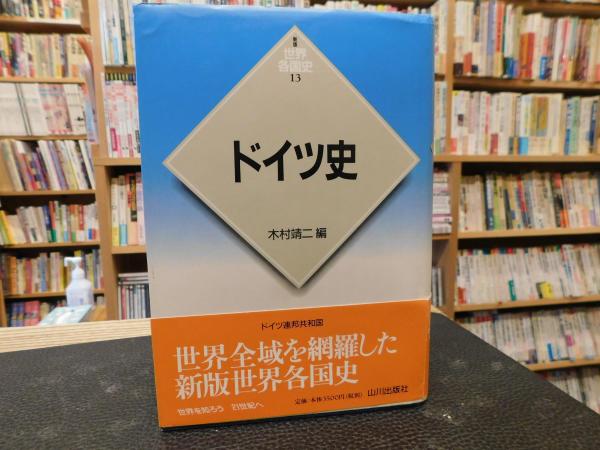 新版
世界
各国史
13
ドイツ史
木村靖二 編
ドイツ連邦共和国
世界全域を網羅した
新版世界各国史
世界を知ろう 21世紀へ
定価：本体3500円（税別）
山川出版社